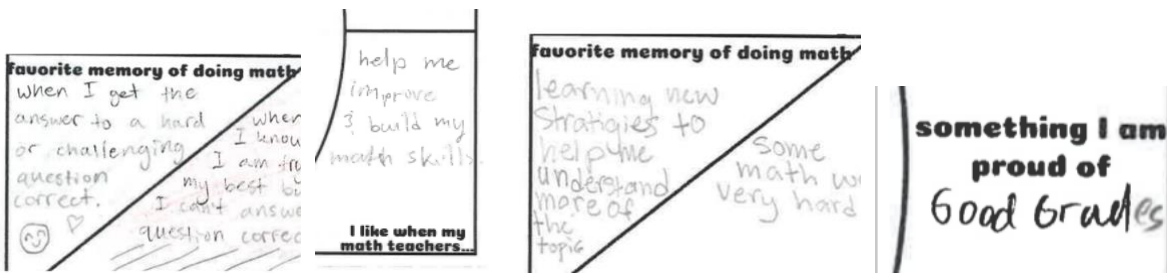 favorite memory of doing math
when I get the
answer to a hard
or challenging
question
correct.
when
I know
I am
my best
I can't
question
help me
improve
& build my
math skills.
I like when my
math teachers...
favorite memory of doing math
learning new
Stratigies to
help me
understand
more of
the
topic
some
math
very hard
something I am
proud of
Good Grades